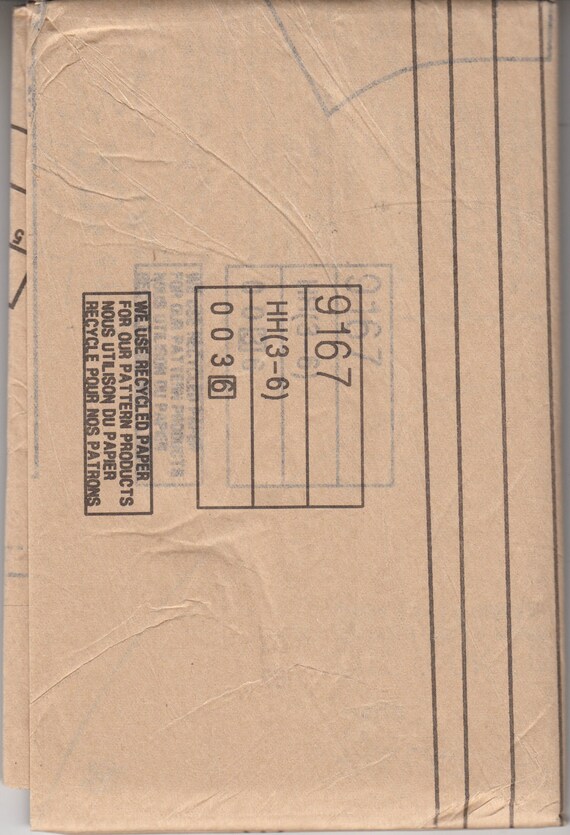 9167
HH(3-6)
0036
WE USE RECYCLED PAPER
FOR OUR PATTERN PRODUCTS
NOUS UTILISON DU PAPIER
RECYCLE POUR NOS PATRONS
5